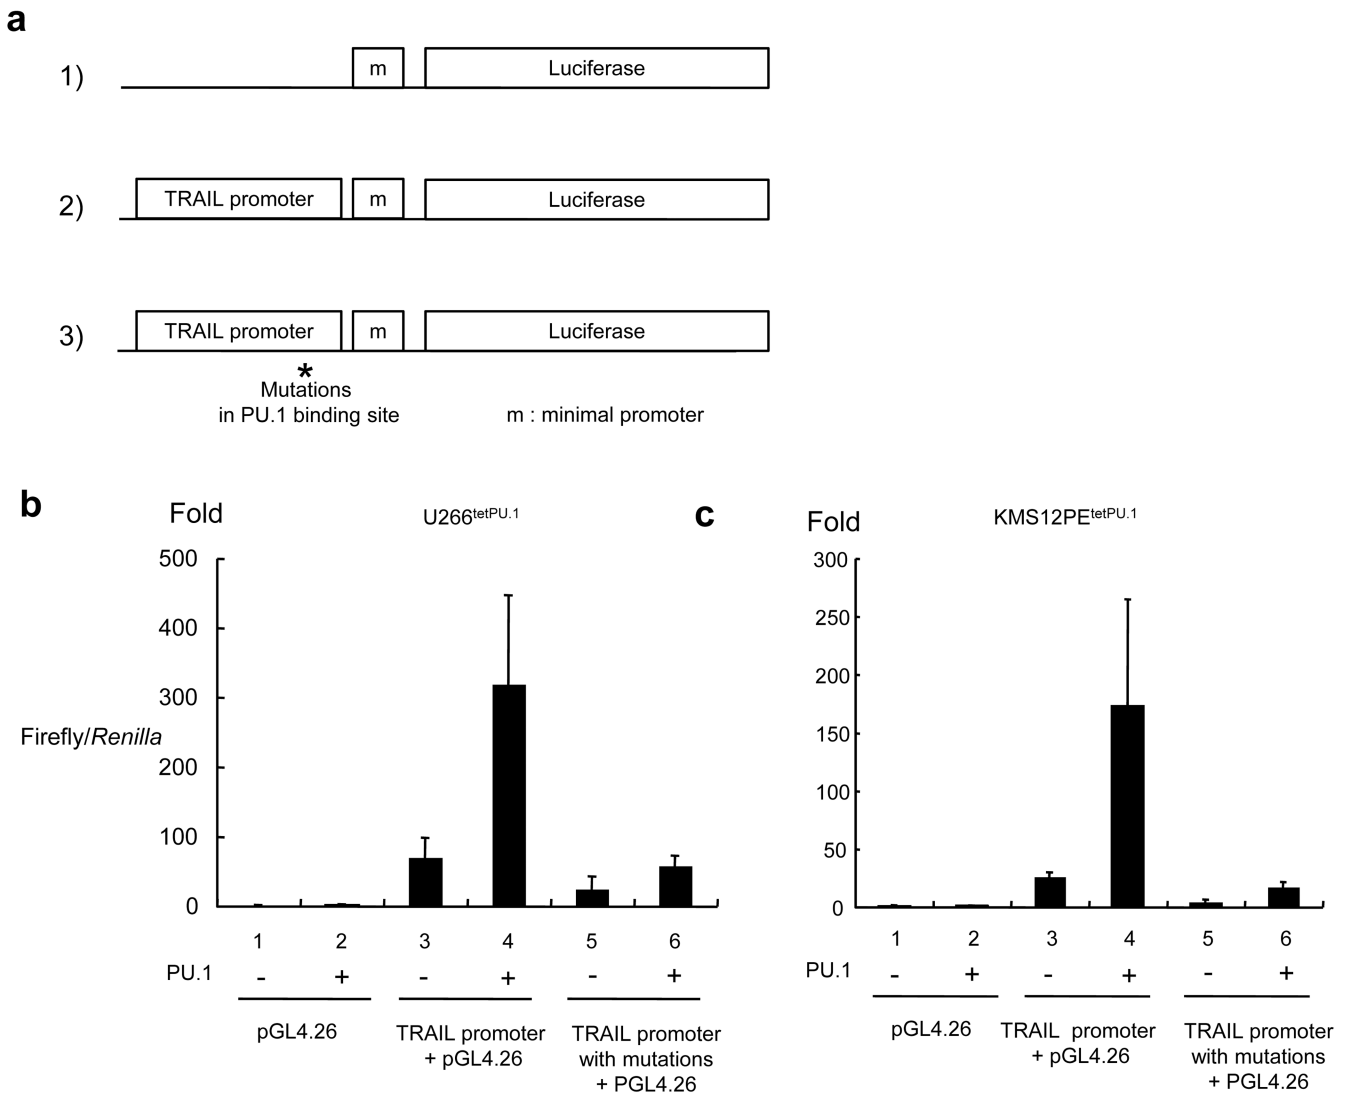 a
1)
m
Luciferase
2)
TRAIL promoter
m
Luciferase
3)
TRAIL promoter
m
Luciferase
*
Mutations
in PU.1 binding site
m : minimal promoter
b
Fold
U266tetPU.1
500
400
300
200
100
0
Firefly/Renilla
1 2 3 4 5 6
PU.1 - + - + - +
pGL4.26
TRAIL promoter
+ pGL4.26
TRAIL promoter
with mutations
+ PGL4.26
c
Fold
KMS12PEtetPU.1
300
250
200
150
100
50
0
1 2 3 4 5 6
PU.1 - + - + - +
pGL4.26
TRAIL promoter
+ pGL4.26
TRAIL promoter
with mutations
+ PGL4.26